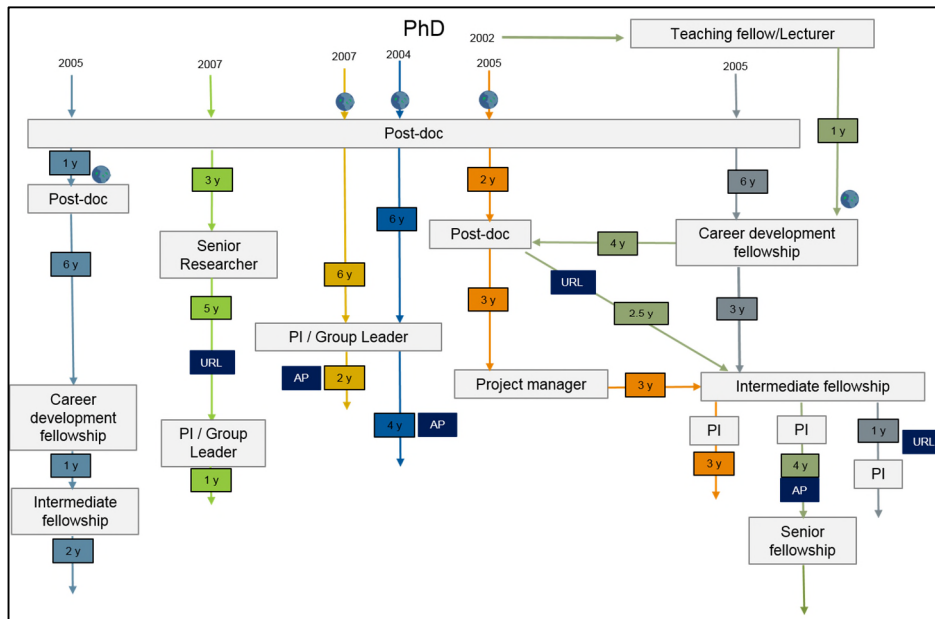 PhD
2002
Teaching fellow/Lecturer
2005
2007
2007
2004
2005
2005
Post-doc
1 y
1 y
3 y
2 y
6 y
Post-doc
6 y
Post-doc
4 y
Career development
fellowship
Senior
Researcher
6 y
6 y
URL
5 y
3 y
2.5 y
3 y
PI / Group Leader
URL
AP
2 y
Project manager
3 y
Intermediate fellowship
Career
development
fellowship
PI / Group
Leader
4 y
AP
PI
PI
1 y
URL
1 y
1 y
3 y
4 y
PI
AP
Intermediate
fellowship
Senior
fellowship
2 y